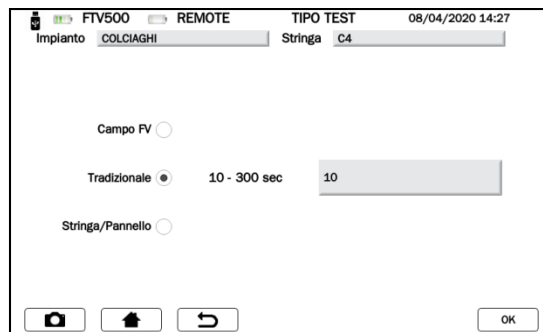 FTV500 REMOTE TIPO TEST 08/04/2020 14:27
Impianto COLCIAGHI Stringa C4
Campo FV
Tradizionale 10 - 300 sec 10
Stringa/Pannello
OK